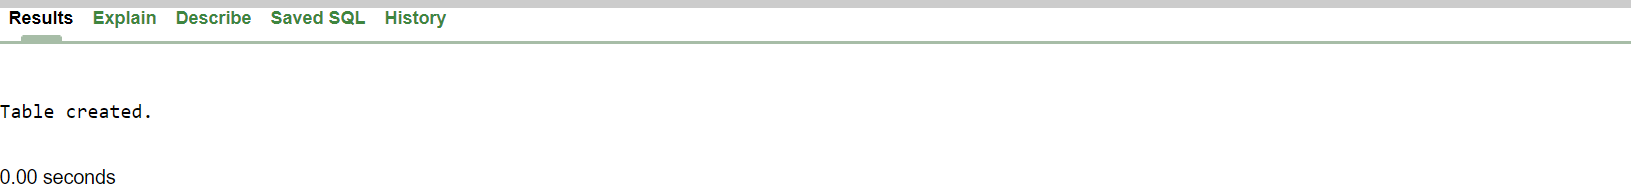 Results Explain Describe Saved SQL History
Table created.
0.00 seconds